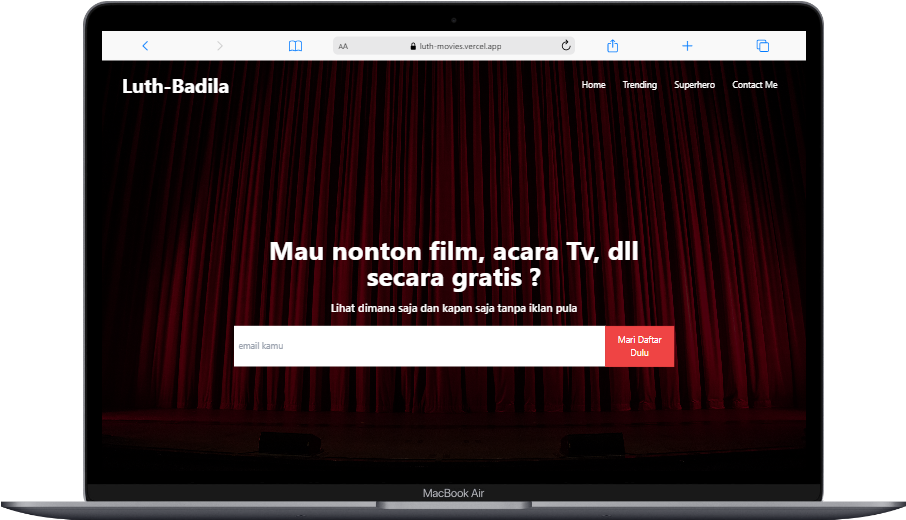 AA luth-movies.vercel.app
Luth-Badila Home Trending Superhero Contact Me
Mau nonton film, acara Tv, dll
secara gratis ?
Lihat dimana saja dan kapan saja tanpa iklan pula
email kamu
Mari Daftar
Dulu
MacBook Air